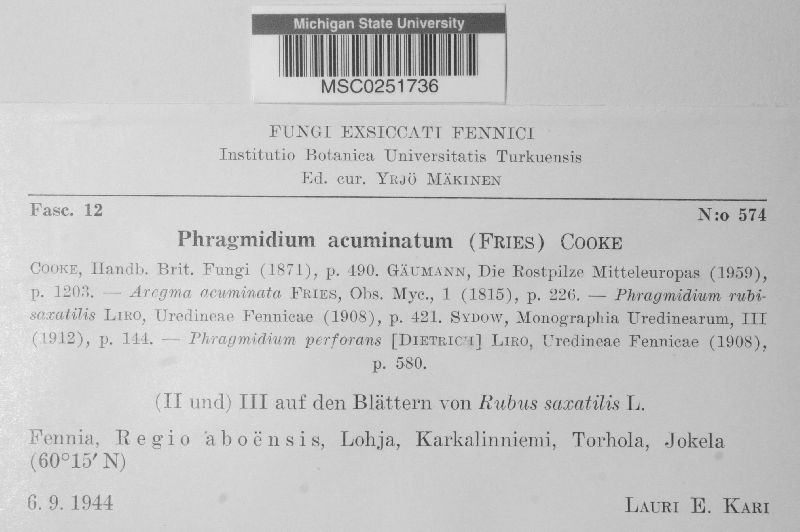 Michigan State University
MSC0251736
FUNGI EXSICCATI FENNICI
Institutio Botanica Universitatis Turkuensis
Ed. cur. YRJÖ MÄKINEN
Fasc. 12 N:o 574
Phragmidium acuminatum (FRIES) COOKE
COOKE, Handb. Brit. Fungi (1871), p. 490. GÄUMANN, Die Rostpilze Mitteleuropas (1959),
p. 1203. — Aregma acuminata FRIES, Obs. Myc., 1 (1815), p. 226. — Phragmidium rubi-
saxatilis LIRO, Uredineae Fennicae (1908), p. 421. SYDOW, Monographia Uredinearum, III
(1912), p. 144. — Phragmidium perforans [DIETRICH] LIRO, Uredineae Fennicae (1908),
p. 580.
(II und) III auf den Blättern von Rubus saxatilis L.
Fennia, Regio aboënsis, Lohja, Karkalinniemi, Torhola, Jokela
(60°15′ N)
6. 9. 1944 LAURI E. KARI